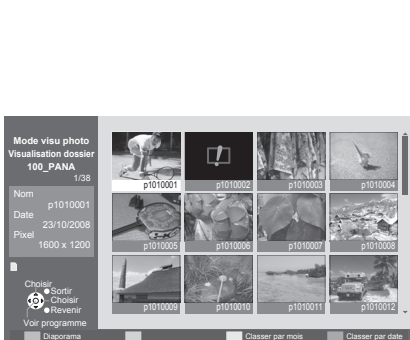 Mode visu photo
Visualisation dossier
100_PANA
1/38
Nom
p1010001
Date
23/10/2008
Pixel
1600 x 1200
Choisir
Sortir
Choisir
Revenir
Voir programme
p1010001 p1010002 p1010003 p1010004
p1010005 p1010006 p1010007 p1010008
p1010009 p1010010 p1010011 p1010012
Diaporama Classer par mois Classer par date